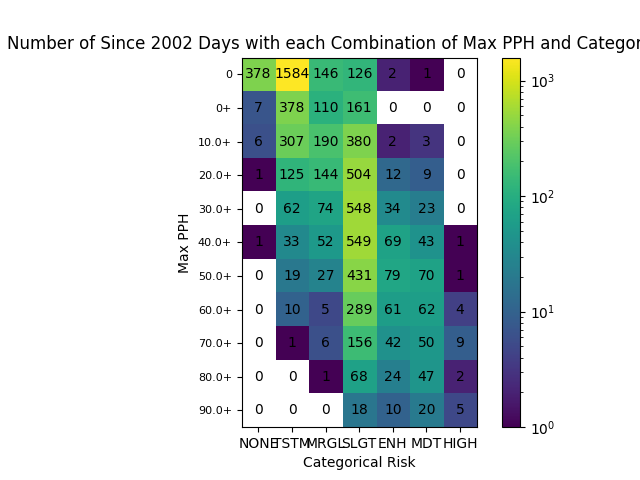 Number of Since 2002 Days with each Combination of Max PPH and Categor
0 378 1584 146 126 2 1 0
0+ 7 378 110 161 0 0 0
10.0+ 6 307 190 380 2 3 0
20.0+ 1 125 144 504 12 9 0
30.0+ 0 62 74 548 34 23 0
40.0+ 1 33 52 549 69 43 1
50.0+ 0 19 27 431 79 70 1
60.0+ 0 10 5 289 61 62 4
70.0+ 0 1 6 156 42 50 9
80.0+ 0 0 1 68 24 47 2
90.0+ 0 0 0 18 10 20 5
NONE TSTM MRGL SLGT ENH MDT HIGH
Categorical Risk
Max PPH
10³
10²
10¹
10⁰